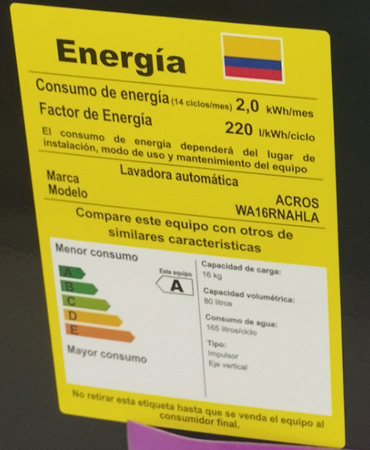 Energía
Consumo de energía (14 ciclos/mes) 2,0 kWh/mes
Factor de Energía 220 l/kWh/ciclo
El consumo de energía dependerá del lugar de
instalación, modo de uso y mantenimiento del equipo
Lavadora automática
Marca ACROS
Modelo WA16RNAHLA
Compare este equipo con otros de
similares características
Menor consumo
A
B
C
D
E
Mayor consumo
Este equipo
A
Capacidad de carga:
16 kg
Capacidad volumétrica:
80 litros
Consumo de agua:
165 litros/ciclo
Tipo:
Impulsor
Eje vertical
No retirar esta etiqueta hasta que se venda el equipo al
consumidor final.